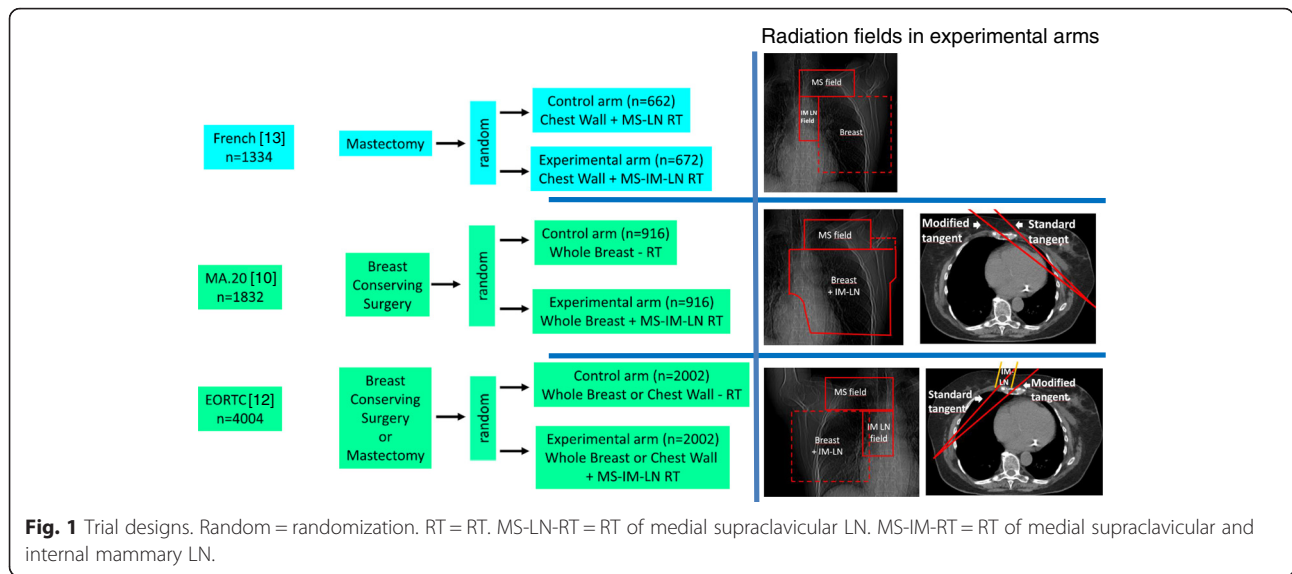 Radiation fields in experimental arms
French [13]
n=1334
Mastectomy
random
Control arm (n=662)
Chest Wall + MS-LN RT
Experimental arm (n=672)
Chest Wall + MS-IM-LN RT
MS field
IM LN
Field
Breast
MA.20 [10]
n=1832
Breast
Conserving
Surgery
random
Control arm (n=916)
Whole Breast - RT
Experimental arm (n=916)
Whole Breast + MS-IM-LN RT
MS field
Breast
+ IM-LN
Modified
tangent
Standard
tangent
EORTC [12]
n=4004
Breast
Conserving
Surgery
or
Mastectomy
random
Control arm (n=2002)
Whole Breast or Chest Wall - RT
Experimental arm (n=2002)
Whole Breast or Chest Wall
+ MS-IM-LN RT
MS field
Breast
+ IM-LN
IM LN
field
IM-
LN
Standard
tangent
Modified
tangent
Fig. 1 Trial designs. Random = randomization. RT = RT. MS-LN-RT = RT of medial supraclavicular LN. MS-IM-RT = RT of medial supraclavicular and
internal mammary LN.